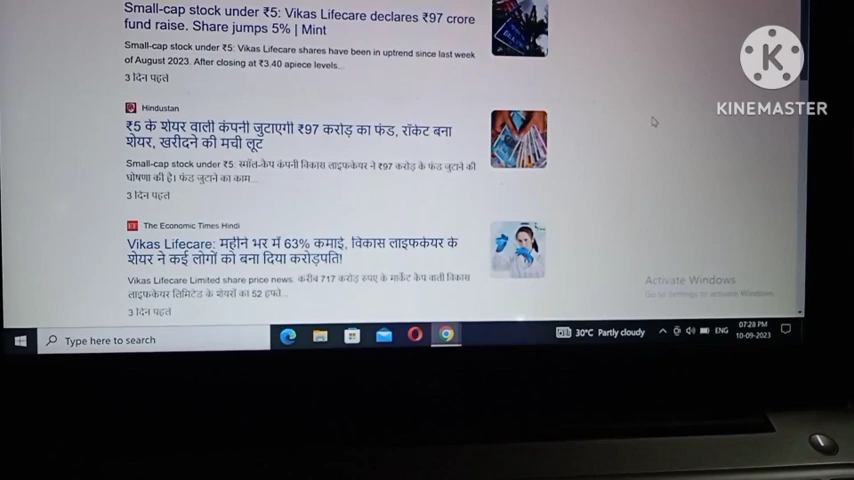 Small-cap stock under ₹5: Vikas Lifecare declares ₹97 crore
fund raise. Share jumps 5% | Mint
Small-cap stock under ₹5: Vikas Lifecare shares have been in uptrend since last week
of August 2023. After closing at ₹3.40 apiece levels...
3 दिन पहले
Hindustan
₹5 के शेयर वाली कंपनी जुटाएगी ₹97 करोड़ का फंड, रॉकेट बना
शेयर, खरीदने की मची लूट
Small-cap stock under ₹5: स्मॉल-कैप कंपनी विकास लाइफकेयर ने ₹97 करोड़ के फंड जुटाने की
घोषणा की है। फंड जुटाने का काम...
3 दिन पहले
ET The Economic Times Hindi
Vikas Lifecare: महीने भर में 63% कमाई, विकास लाइफकेयर के
शेयर ने कई लोगों को बना दिया करोड़पति!
Vikas Lifecare Limited share price news: करीब 717 करोड़ रुपए के मार्केट कैप वाली विकास
लाइफकेयर लिमिटेड के शेयरों का 52 हफ्ते...
3 दिन पहले
K
KINEMASTER
Activate Windows
Go to Settings to activate Windows.
Type here to search
30°C Partly cloudy
ENG
07:28 PM
10-09-2023